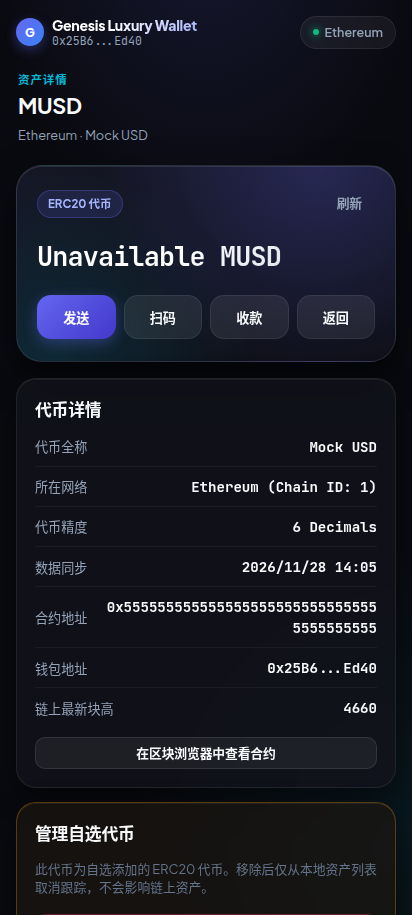 G
Genesis Luxury Wallet
0x25B6...Ed40
Ethereum
资产详情
MUSD
Ethereum · Mock USD
ERC20 代币
刷新
Unavailable MUSD
发送
扫码
收款
返回
代币详情
代币全称
Mock USD
所在网络
Ethereum (Chain ID: 1)
代币精度
6 Decimals
数据同步
2026/11/28 14:05
合约地址
0x55555555555555555555555555555555
5555555555
钱包地址
0x25B6...Ed40
链上最新块高
4660
在区块浏览器中查看合约
管理自选代币
此代币为自选添加的 ERC20 代币。移除后仅从本地资产列表
取消跟踪，不会影响链上资产。